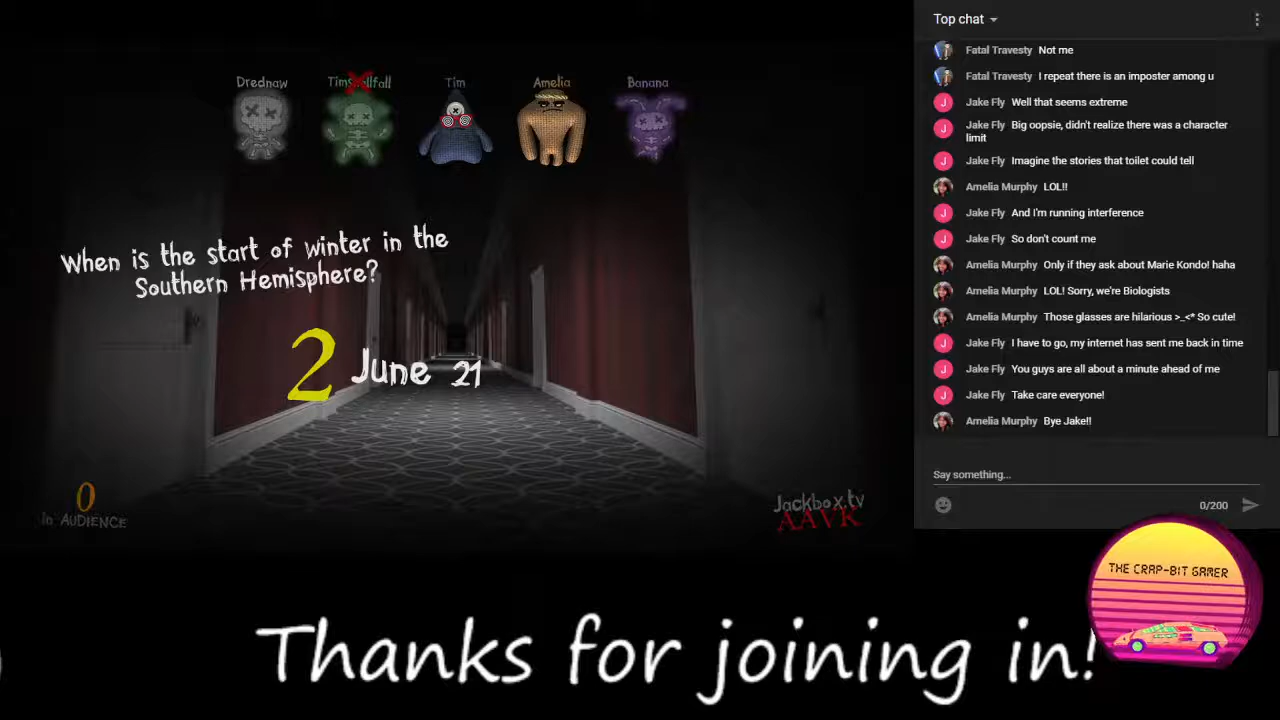 Drednaw
Tim
Amelia
Banana
When is the start of winter in the
Southern Hemisphere?
2 June 21
0
in AUDIENCE
Jackbox.tv
AAVK
Top chat
Fatal Travesty Not me
Fatal Travesty I repeat there is an imposter among u
J Jake Fly Well that seems extreme
J Jake Fly Big oopsie, didn't realize there was a character
limit
J Jake Fly Imagine the stories that toilet could tell
Amelia Murphy LOL!!
J Jake Fly And I'm running interference
J Jake Fly So don't count me
Amelia Murphy Only if they ask about Marie Kondo! haha
Amelia Murphy LOL! Sorry, we're Biologists
Amelia Murphy Those glasses are hilarious >_<* So cute!
J Jake Fly I have to go, my internet has sent me back in time
J Jake Fly You guys are all about a minute ahead of me
J Jake Fly Take care everyone!
Amelia Murphy Bye Jake!!
Say something...
0/200
THE CRAP-BIT GAMER
Thanks for joining in!